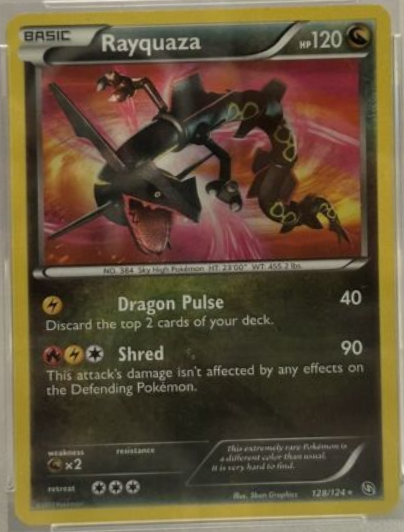 BASIC Rayquaza HP120
NO. 384 Sky High Pokémon HT: 23'00" WT: 455.2 lbs.
Dragon Pulse 40
Discard the top 2 cards of your deck.
Shred 90
This attack's damage isn't affected by any effects on
the Defending Pokémon.
weakness resistance
×2
retreat
This extremely rare Pokémon is
a different color than usual.
It is very hard to find.
Illus. Shin Nagasawa
128/124